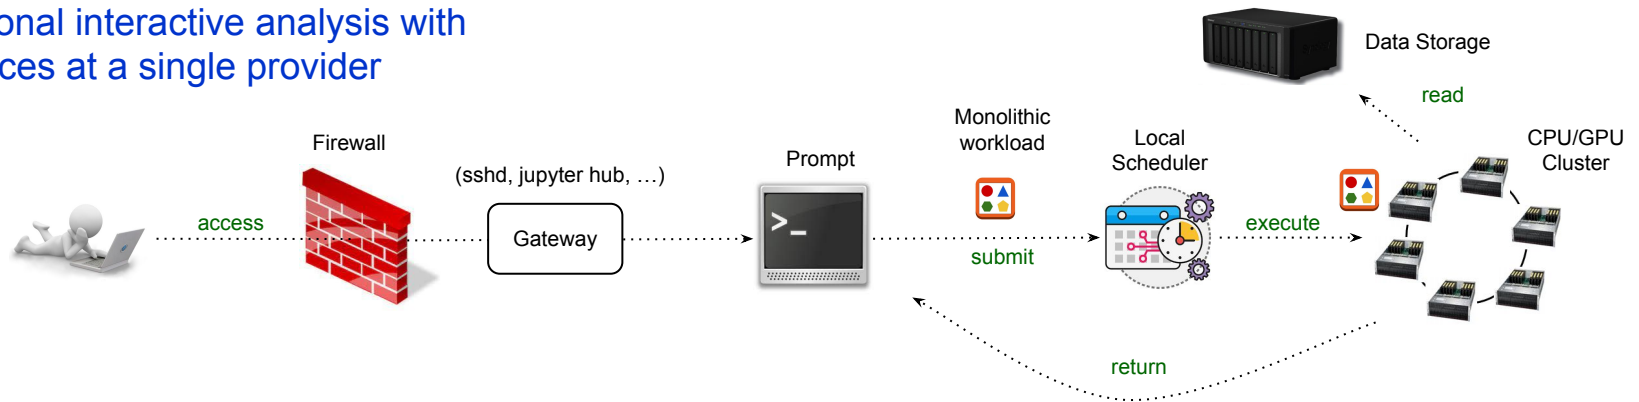 onal interactive analysis with
ces at a single provider
Data Storage
read
Monolithic
workload
Firewall
Local
Scheduler
CPU/GPU
Cluster
Prompt
(sshd, jupyter hub, …)
access
Gateway
>_
execute
submit
return